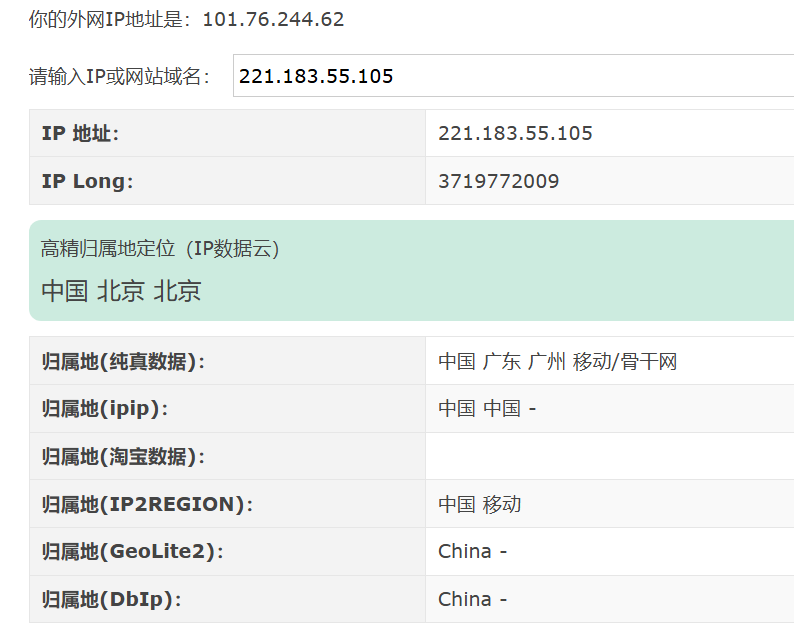 你的外网IP地址是：101.76.244.62
请输入IP或网站域名： 221.183.55.105
IP 地址： 221.183.55.105
IP Long： 3719772009
高精归属地定位（IP数据云）
中国 北京 北京
归属地(纯真数据)： 中国 广东 广州 移动/骨干网
归属地(ipip)： 中国 中国 -
归属地(淘宝数据)：
归属地(IP2REGION)： 中国 移动
归属地(GeoLite2)： China -
归属地(DbIp)： China -